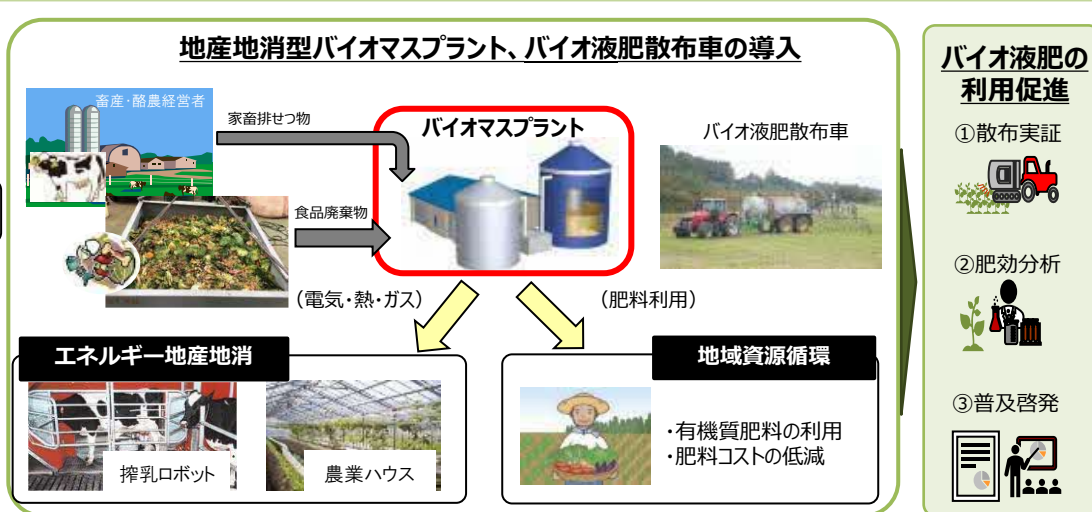 地産地消型バイオマスプラント、バイオ液肥散布車の導入
畜産・酪農経営者
家畜排せつ物
バイオマスプラント
バイオ液肥散布車
食品廃棄物
（電気・熱・ガス）
（肥料利用）
エネルギー地産地消
搾乳ロボット
農業ハウス
地域資源循環
・有機質肥料の利用
・肥料コストの低減
バイオ液肥の
利用促進
①散布実証
②肥効分析
③普及啓発